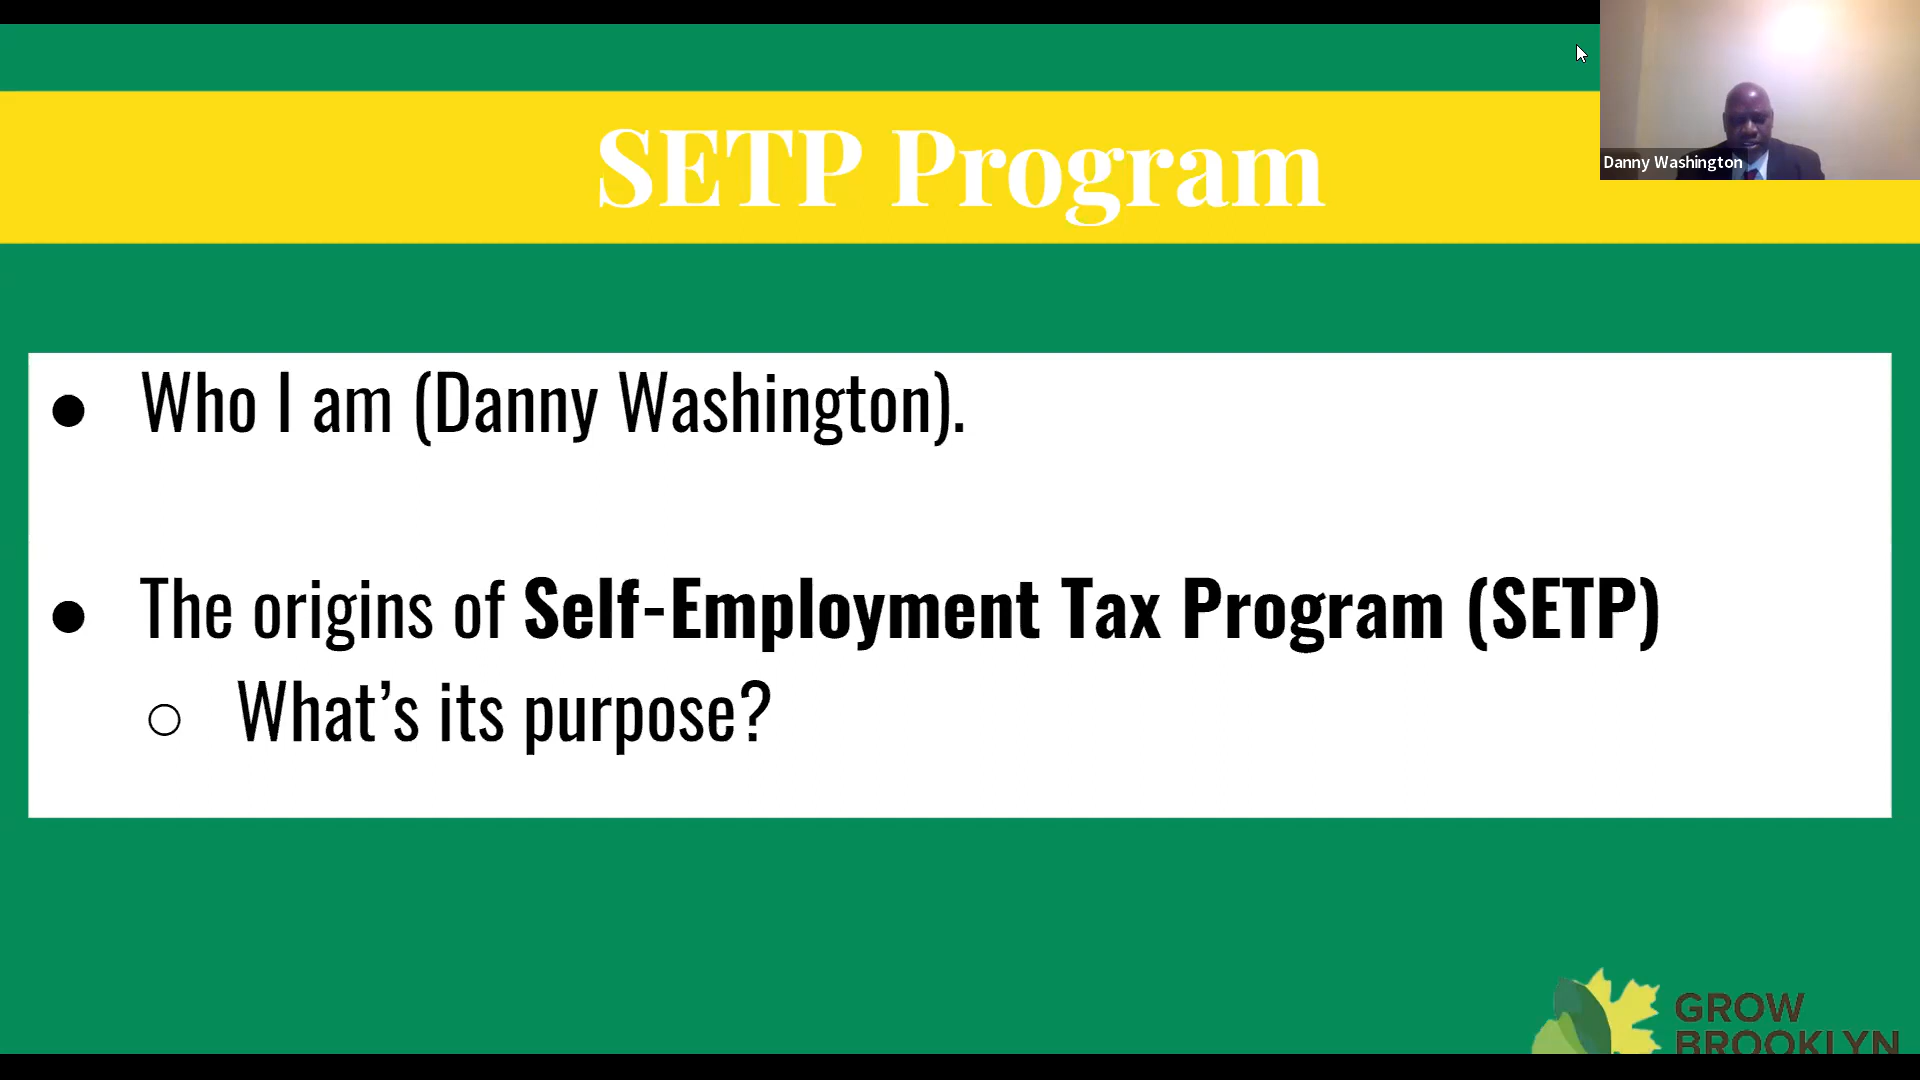 SETP Program
Danny Washington
● Who I am (Danny Washington).
● The origins of Self-Employment Tax Program (SETP)
○ What’s its purpose?
GROW
BROOKLYN